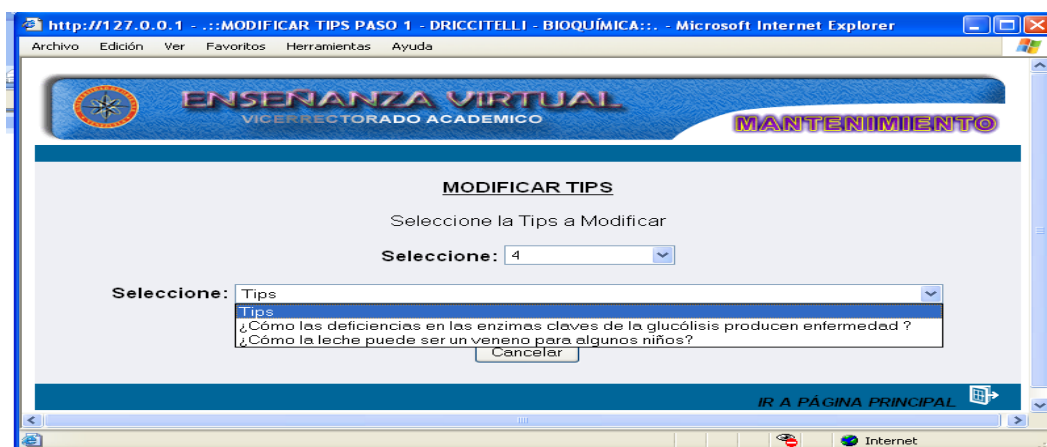 http://127.0.0.1 - .::MODIFICAR TIPS PASO 1 - DRICCITELLI - BIOQUÍMICA::. - Microsoft Internet Explorer
Archivo Edición Ver Favoritos Herramientas Ayuda
ENSEÑANZA VIRTUAL
VICERRECTORADO ACADEMICO
MANTENIMIENTO
MODIFICAR TIPS
Seleccione la Tips a Modificar
Seleccione: 4
Seleccione: Tips
Tips
¿Cómo las deficiencias en las enzimas claves de la glucólisis producen enfermedad ?
¿Cómo la leche puede ser un veneno para algunos niños?
Cancelar
IR A PÁGINA PRINCIPAL
Internet